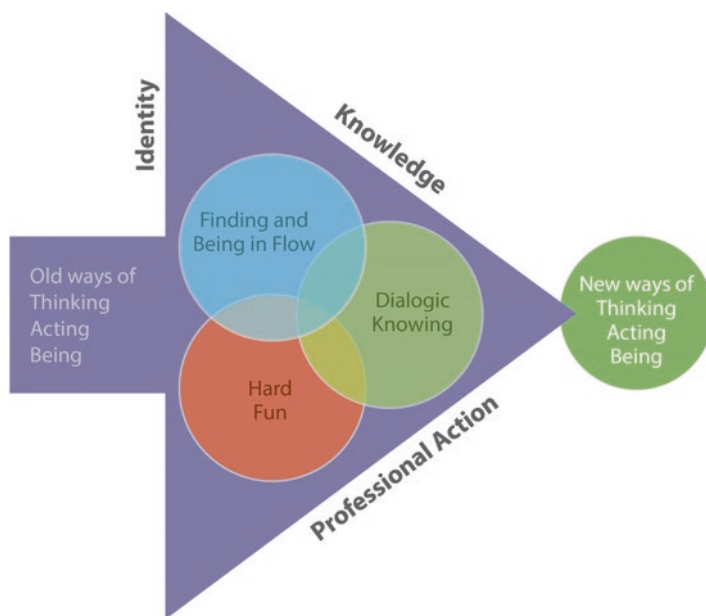 Identity
Knowledge
Finding and
Being in Flow
Old ways of
Thinking
Acting
Being
Dialogic
Knowing
New ways of
Thinking
Acting
Being
Hard
Fun
Professional Action